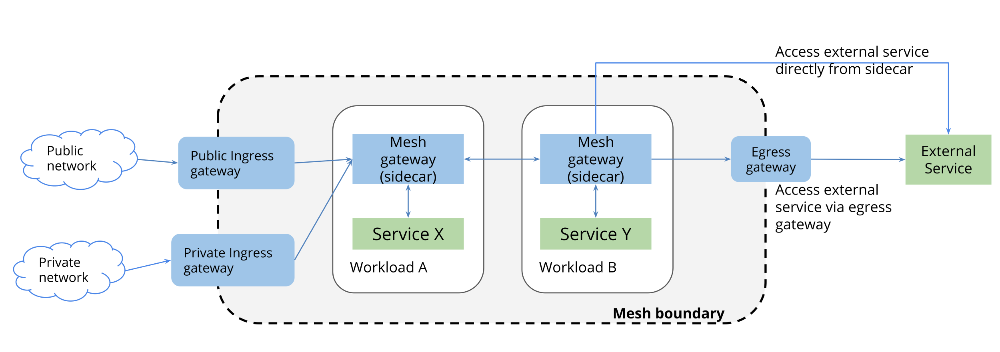 Access external service
directly from sidecar
Public
network
Public Ingress
gateway
Mesh
gateway
(sidecar)
Mesh
gateway
(sidecar)
Egress
gateway
External
Service
Access external
service via egress
gateway
Service X
Service Y
Private
network
Private Ingress
gateway
Workload A
Workload B
Mesh boundary